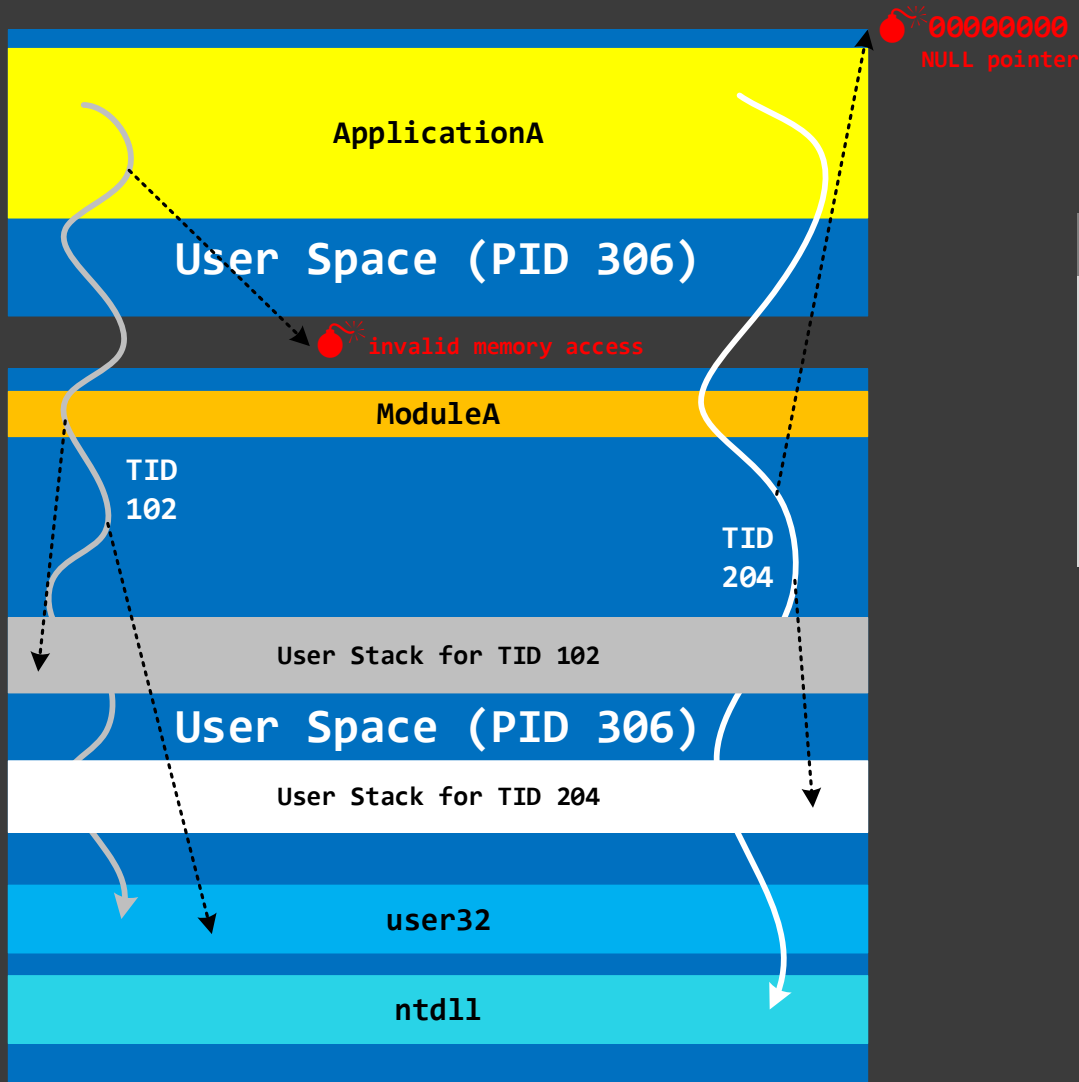 00000000
NULL pointer
ApplicationA
User Space (PID 306)
invalid memory access
ModuleA
TID
102
TID
204
User Stack for TID 102
User Space (PID 306)
User Stack for TID 204
user32
ntdll